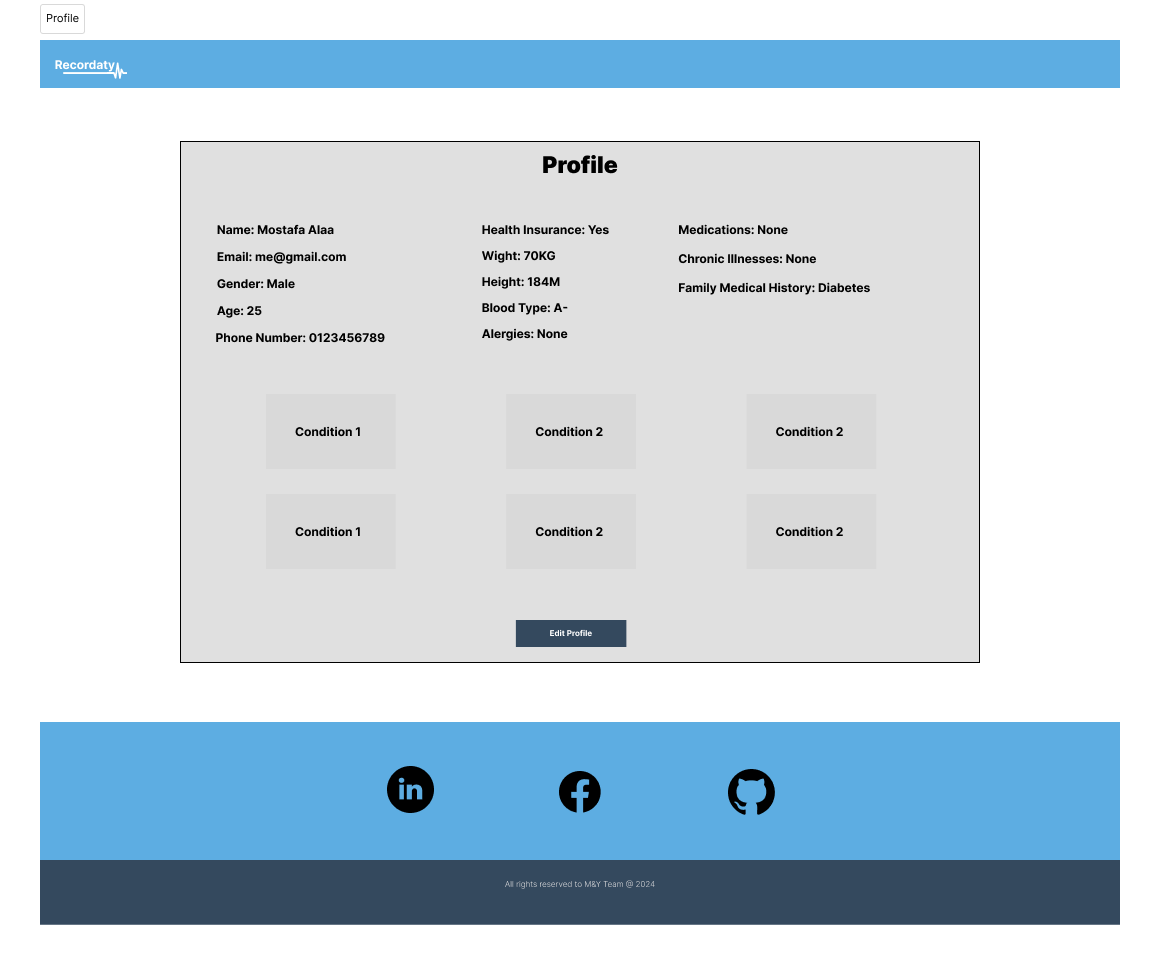 Profile
Recordaty
Profile
Name: Mostafa Alaa
Email: me@gmail.com
Gender: Male
Age: 25
Phone Number: 0123456789
Health Insurance: Yes
Wight: 70KG
Height: 184M
Blood Type: A-
Alergies: None
Medications: None
Chronic Illnesses: None
Family Medical History: Diabetes
Condition 1
Condition 2
Condition 2
Condition 1
Condition 2
Condition 2
Edit Profile
in
All rights reserved to M&Y Team @ 2024